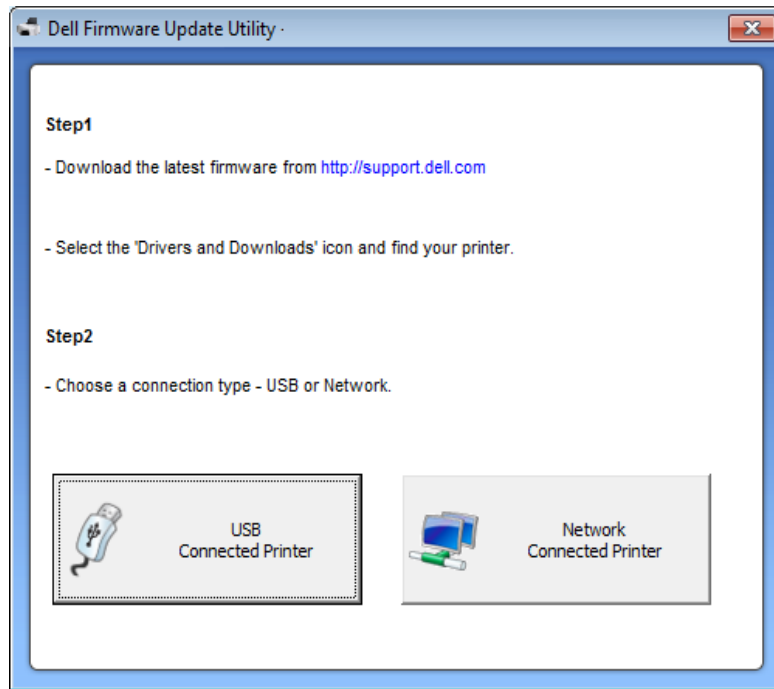 Dell Firmware Update Utility ·
Step1
- Download the latest firmware from http://support.dell.com
- Select the 'Drivers and Downloads' icon and find your printer.
Step2
- Choose a connection type - USB or Network.
USB
Connected Printer
Network
Connected Printer